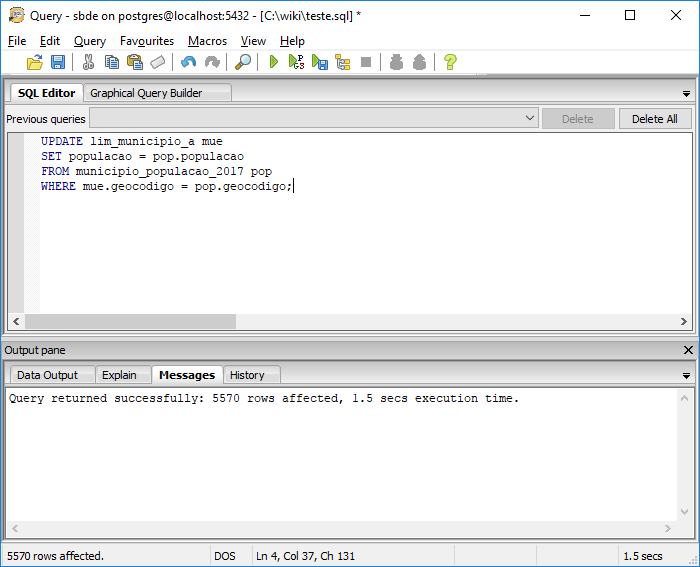 Query - sbde on postgres@localhost:5432 - [C:\wiki\teste.sql] *
File Edit Query Favourites Macros View Help
SQL Editor Graphical Query Builder
Previous queries Delete Delete All
UPDATE lim_municipio_a mue
SET populacao = pop.populacao
FROM municipio_populacao_2017 pop
WHERE mue.geocodigo = pop.geocodigo;
Output pane
Data Output Explain Messages History
Query returned successfully: 5570 rows affected, 1.5 secs execution time.
5570 rows affected. DOS Ln 4, Col 37, Ch 131 1.5 secs